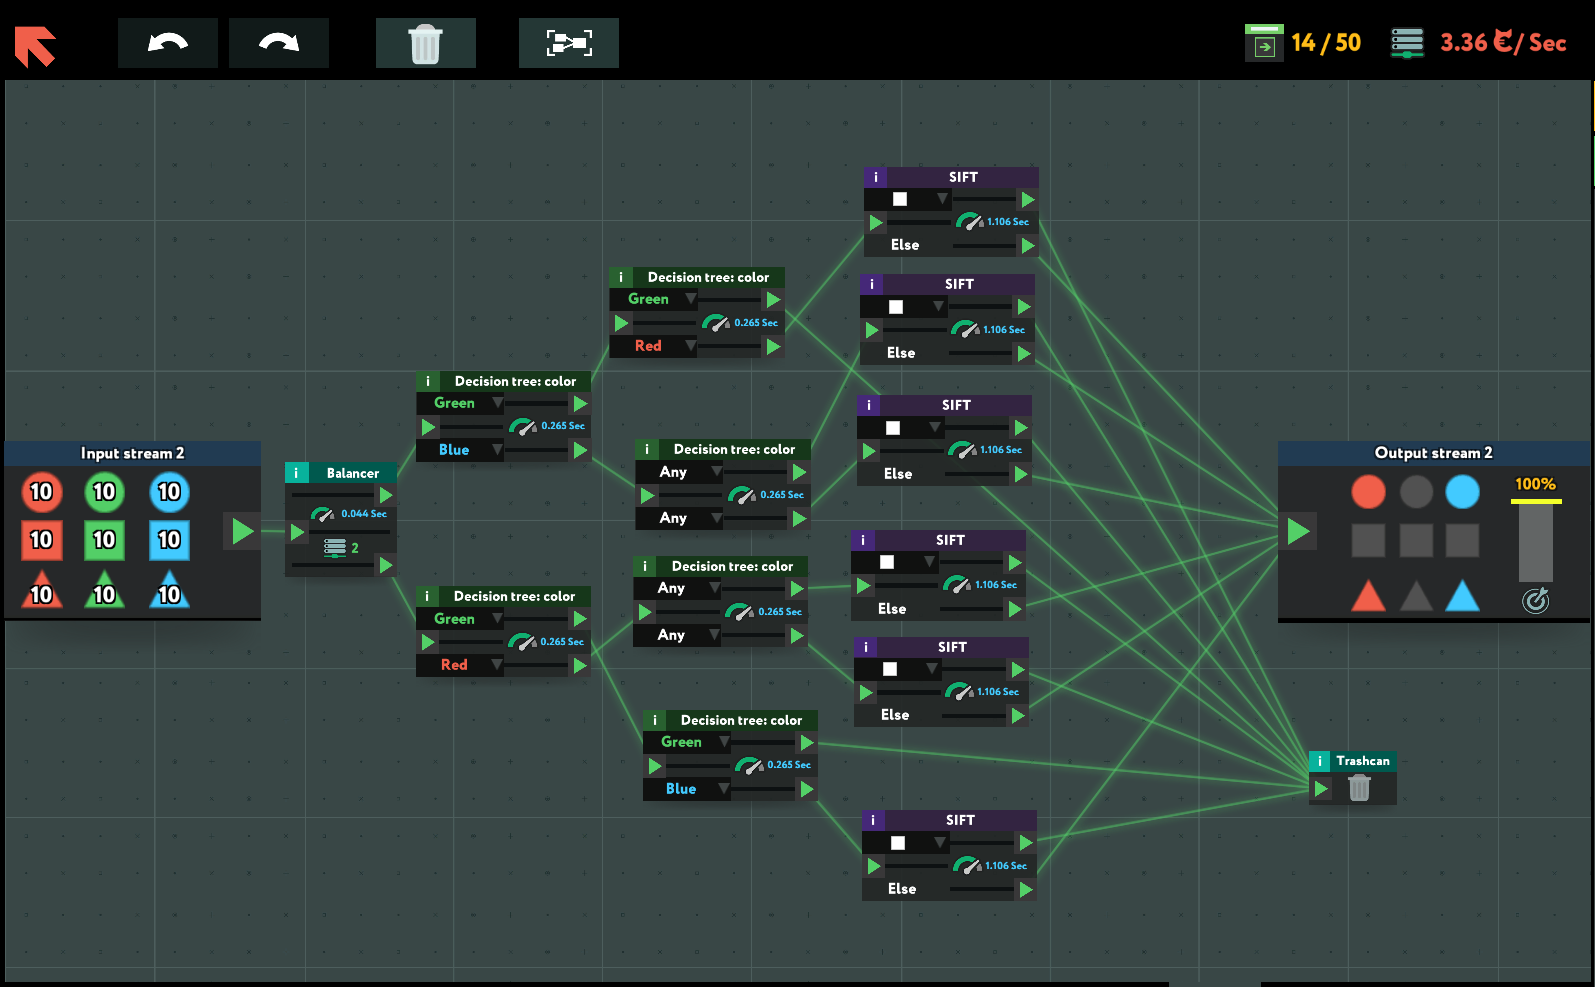 14 / 50
3.36 €/ Sec
i SIFT
1.106 Sec
Else
i Decision tree: color
Green
0.265 Sec
Red
i SIFT
1.106 Sec
Else
i Decision tree: color
Green
0.265 Sec
Blue
i SIFT
1.106 Sec
Else
Input stream 2
10 10 10
10 10 10
10 10 10
i Balancer
0.044 Sec
2
i Decision tree: color
Any
0.265 Sec
Any
Output stream 2
100%
i SIFT
1.106 Sec
Else
i Decision tree: color
Any
0.265 Sec
Any
i Decision tree: color
Green
0.265 Sec
Red
i SIFT
1.106 Sec
Else
i Decision tree: color
Green
0.265 Sec
Blue
i Trashcan
i SIFT
1.106 Sec
Else